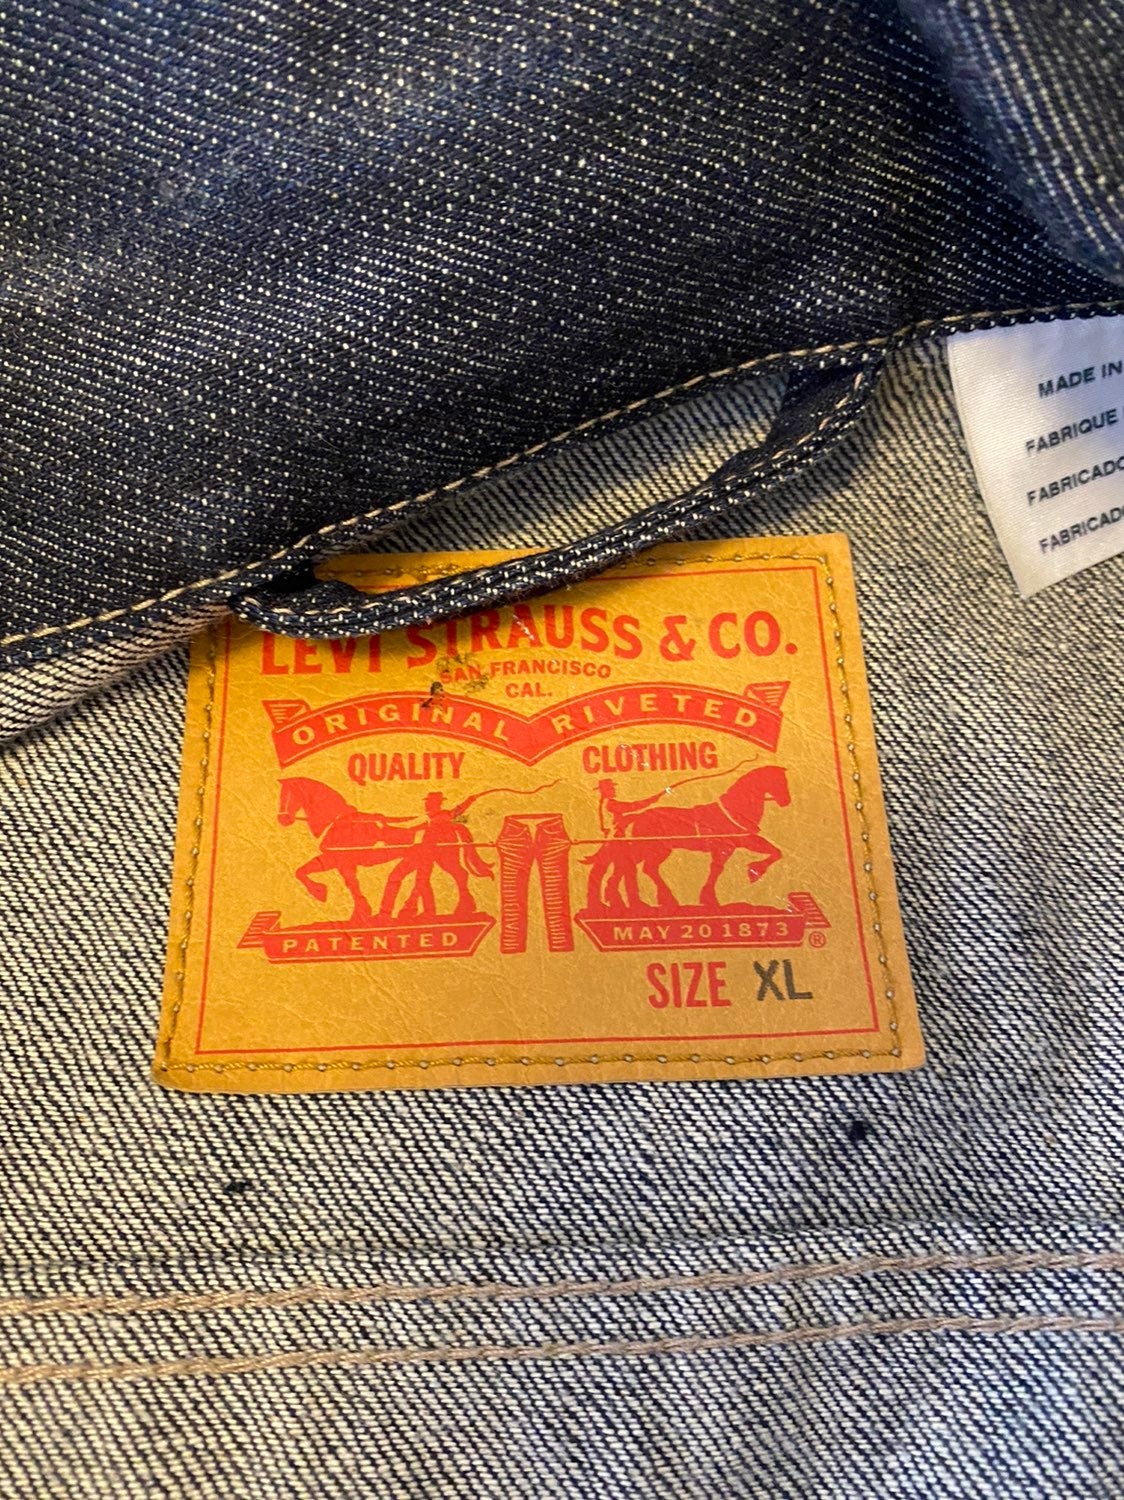 LEVI STRAUSS & CO.
SAN FRANCISCO
CAL.
ORIGINAL RIVETED
QUALITY CLOTHING
PATENTED MAY 20 1873 ®
SIZE XL
MADE IN
FABRIQUE
FABRICADO